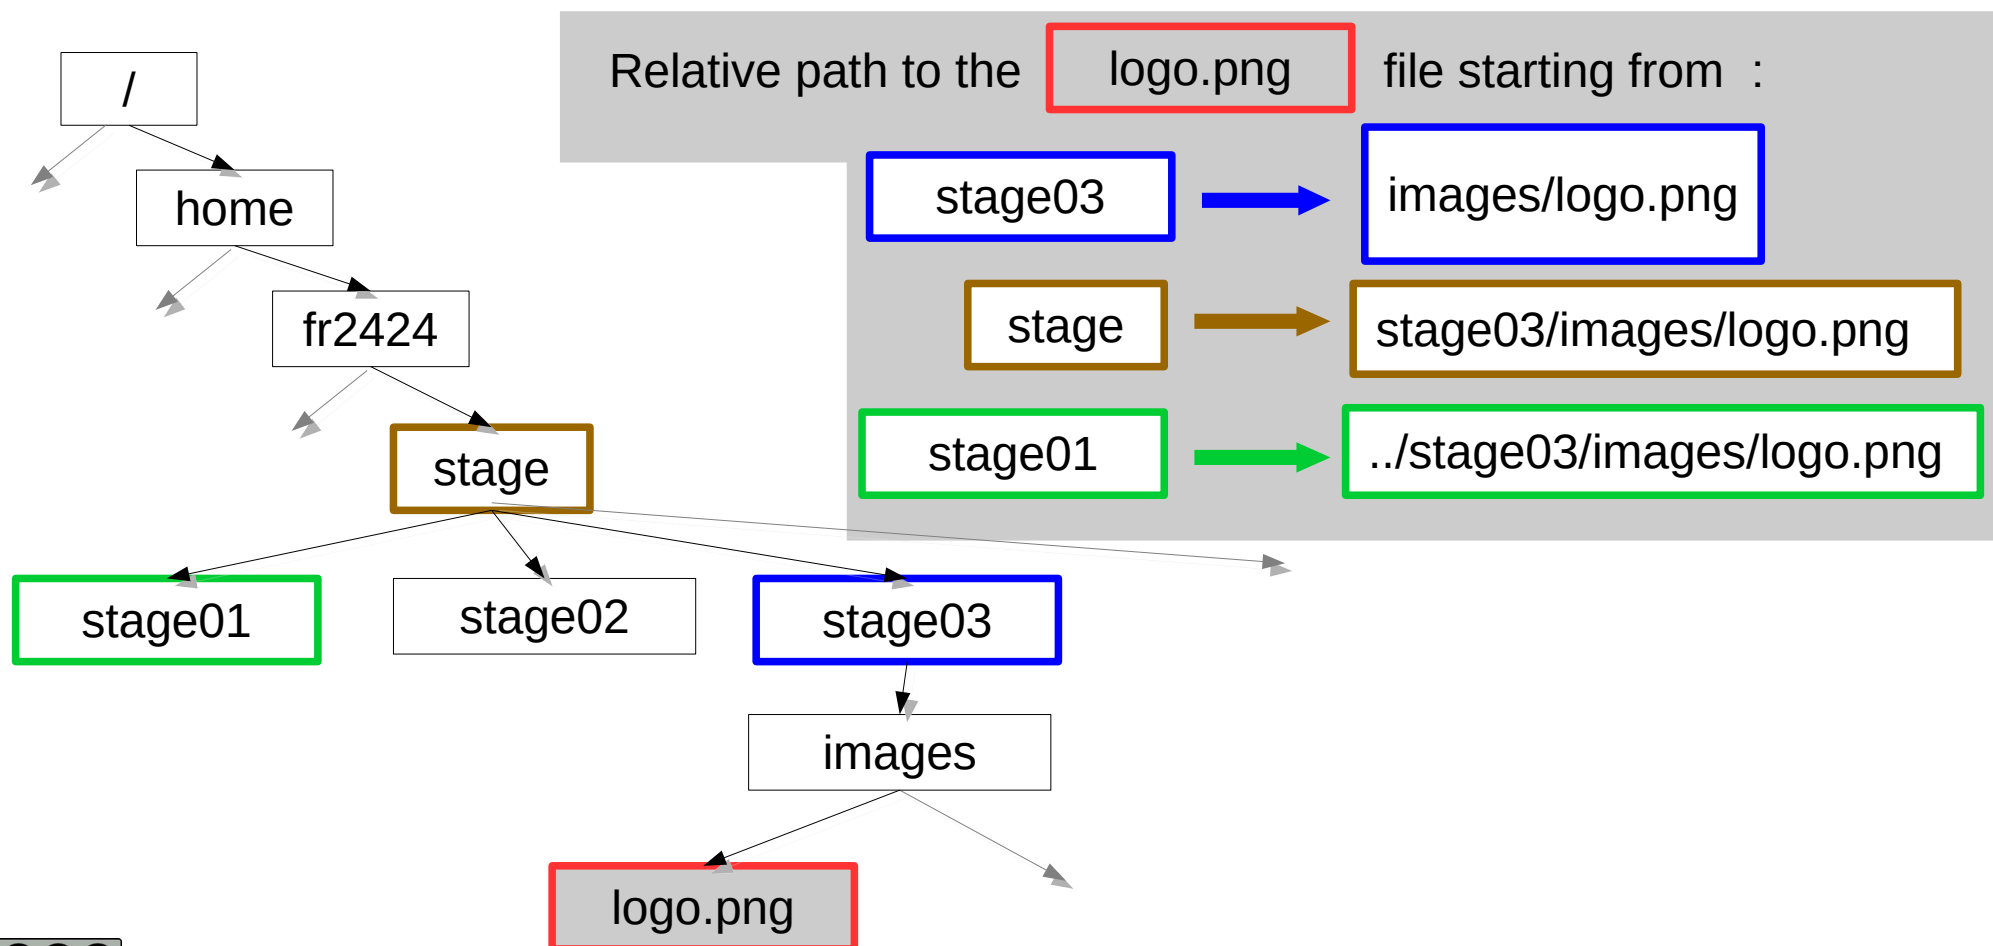 /
home
fr2424
stage
stage01
stage02
stage03
images
logo.png
Relative path to the logo.png file starting from :
stage03 images/logo.png
stage stage03/images/logo.png
stage01 ../stage03/images/logo.png